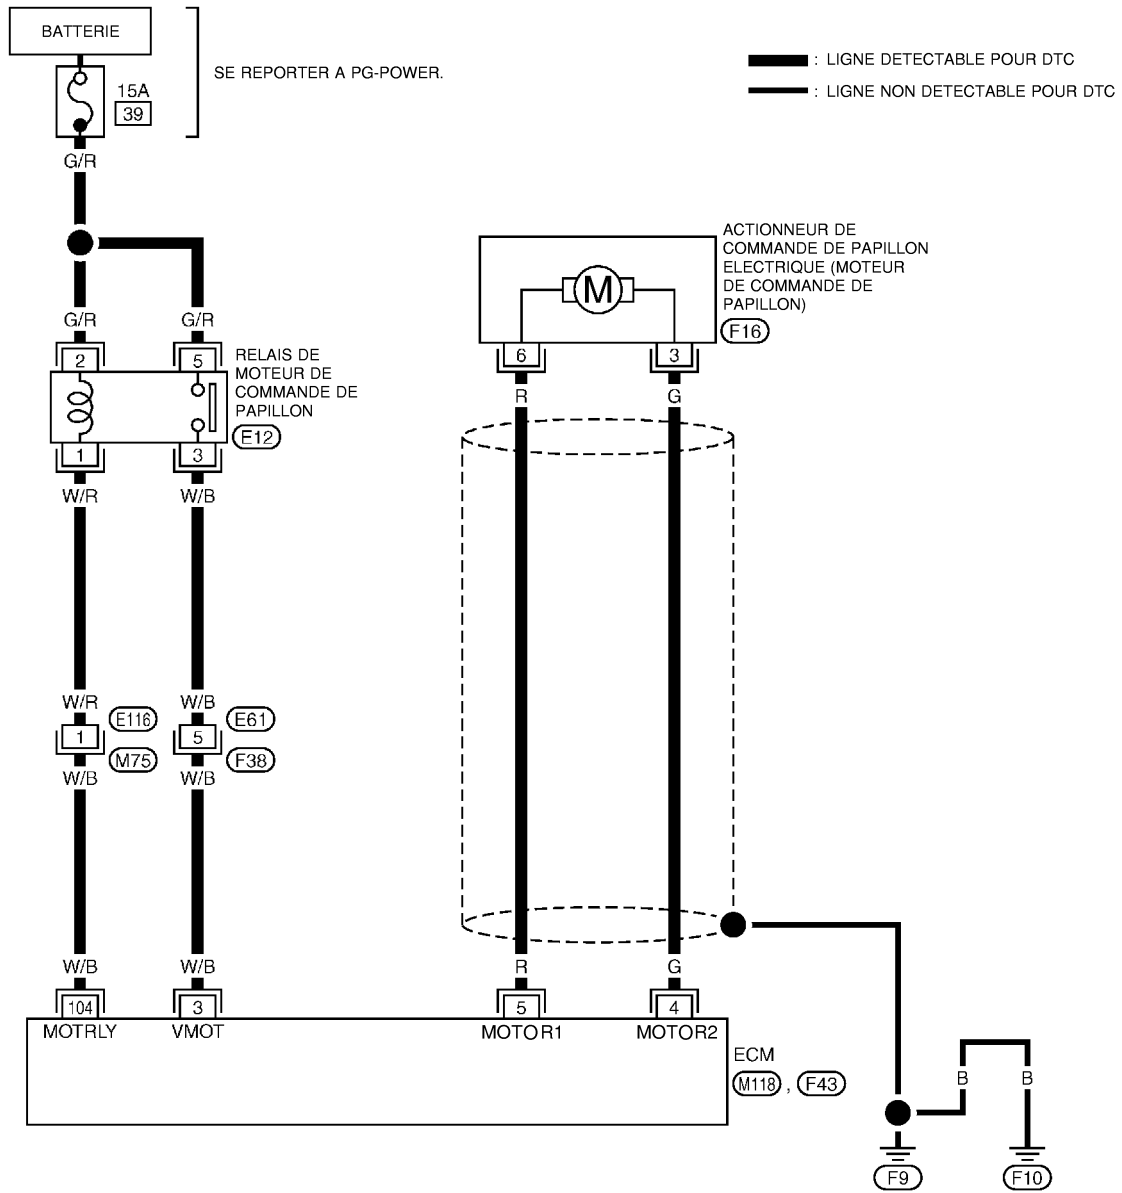 BATTERIE
SE REPORTER A PG-POWER.
15A
39
: LIGNE DETECTABLE POUR DTC
: LIGNE NON DETECTABLE POUR DTC
G/R
G/R
G/R
2
5
RELAIS DE
MOTEUR DE
COMMANDE DE
PAPILLON
E12
1
3
W/R
W/B
ACTIONNEUR DE
COMMANDE DE PAPILLON
ELECTRIQUE (MOTEUR
DE COMMANDE DE
PAPILLON)
F16
M
6
3
R
G
W/R
W/B
E116
E61
1
5
M75
F38
W/B
W/B
W/B
W/B
R
G
104
3
5
4
MOTRLY
VMOT
MOTOR1
MOTOR2
ECM
M118 , F43
B
B
F9
F10